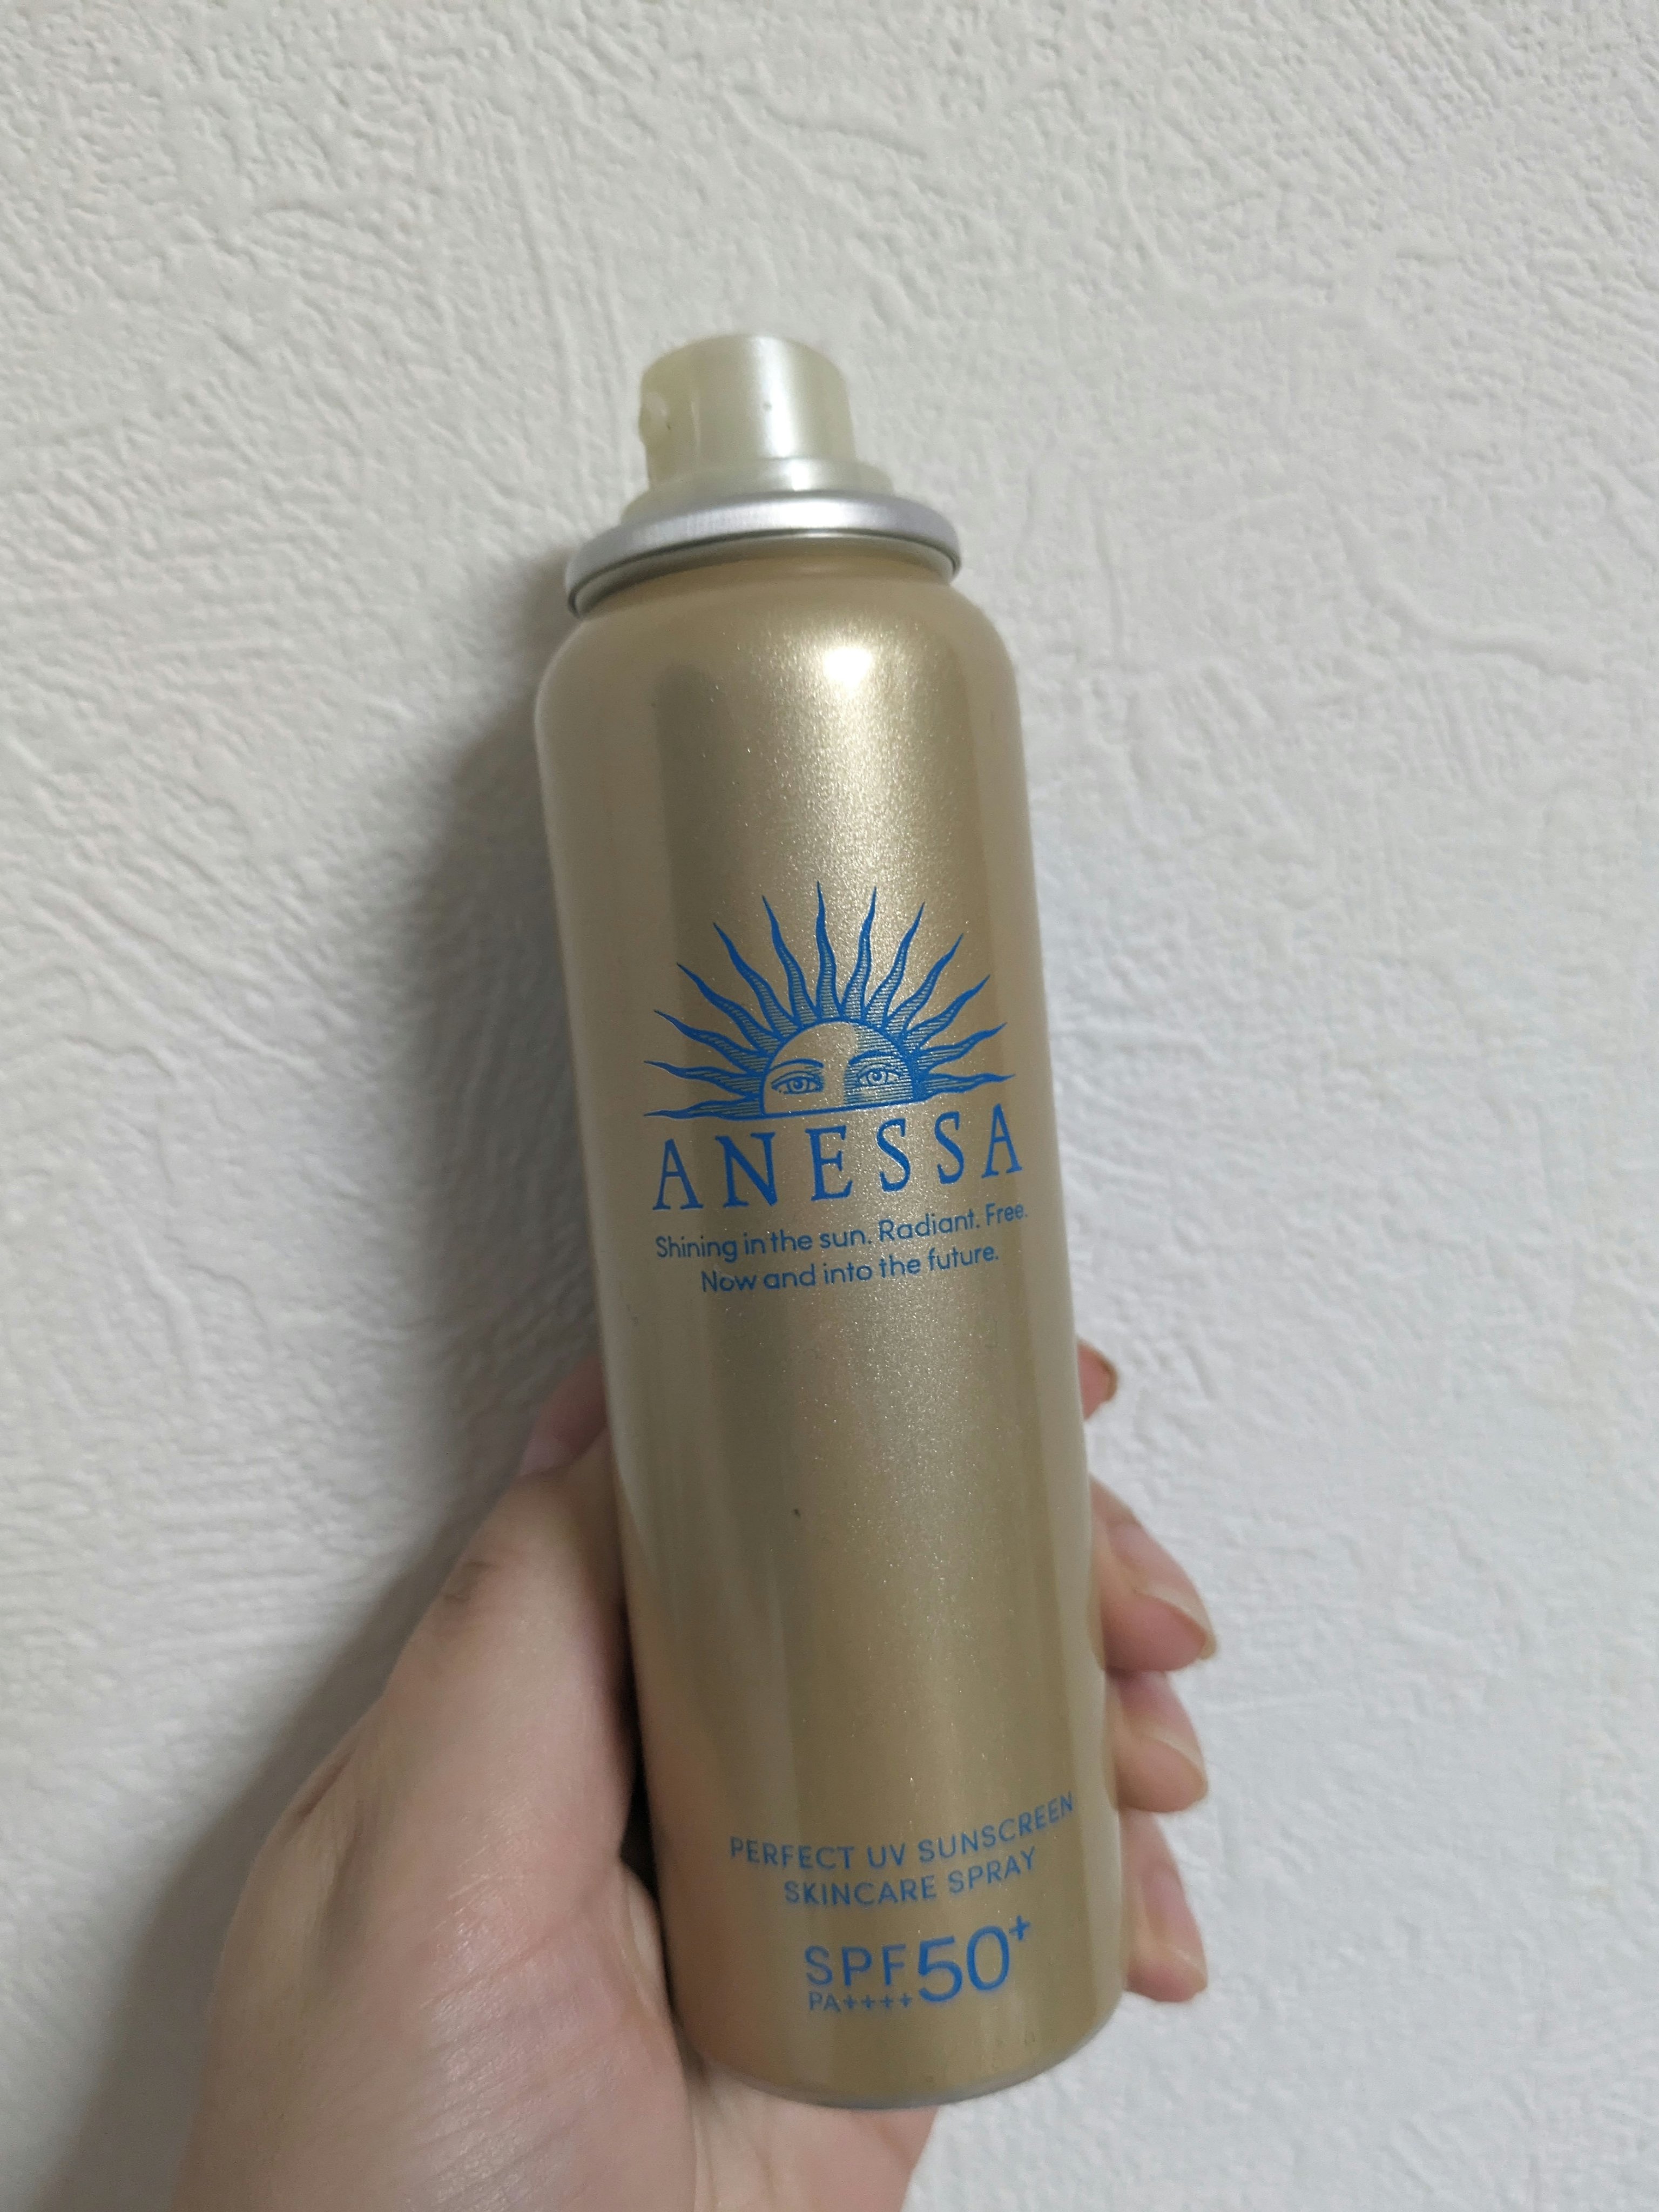 ANESSA
Shining in the sun. Radiant. Free.
Now and into the future.
PERFECT UV SUNSCREEN
SKINCARE SPRAY
SPF50+
PA++++